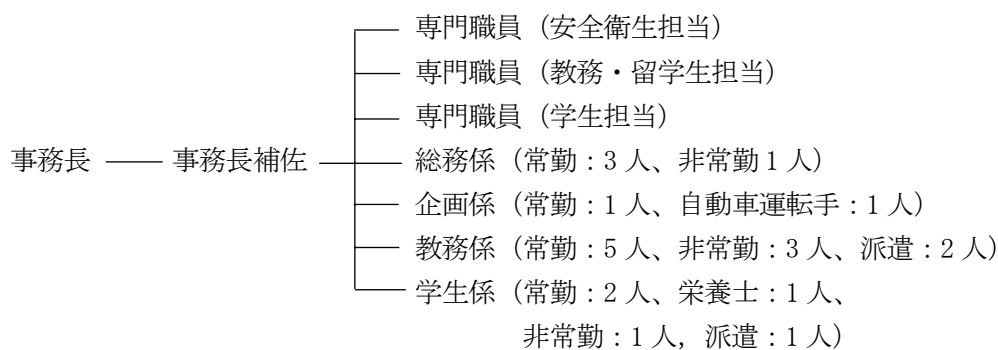 専門職員（安全衛生担当）
専門職員（教務・留学生担当）
専門職員（学生担当）
事務長 事務長補佐 総務係（常勤：3 人、非常勤 1 人）
企画係（常勤：1 人、自動車運転手：1 人）
教務係（常勤：5 人、非常勤：3 人、派遣：2 人）
学生係（常勤：2 人、栄養士：1 人、
非常勤：1 人，派遣：1 人）